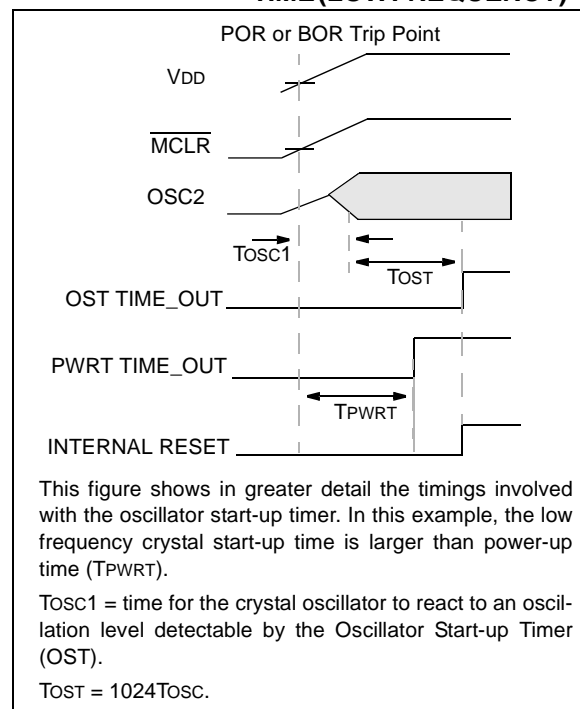 POR or BOR Trip Point
VDD
MCLR
OSC2
TOSC1
TOST
OST TIME_OUT
PWRT TIME_OUT
TPWRT
INTERNAL RESET
This figure shows in greater detail the timings involved
with the oscillator start-up timer. In this example, the low
frequency crystal start-up time is larger than power-up
time (TPWRT).
TOSC1 = time for the crystal oscillator to react to an oscil-
lation level detectable by the Oscillator Start-up Timer
(OST).
TOST = 1024TOSC.